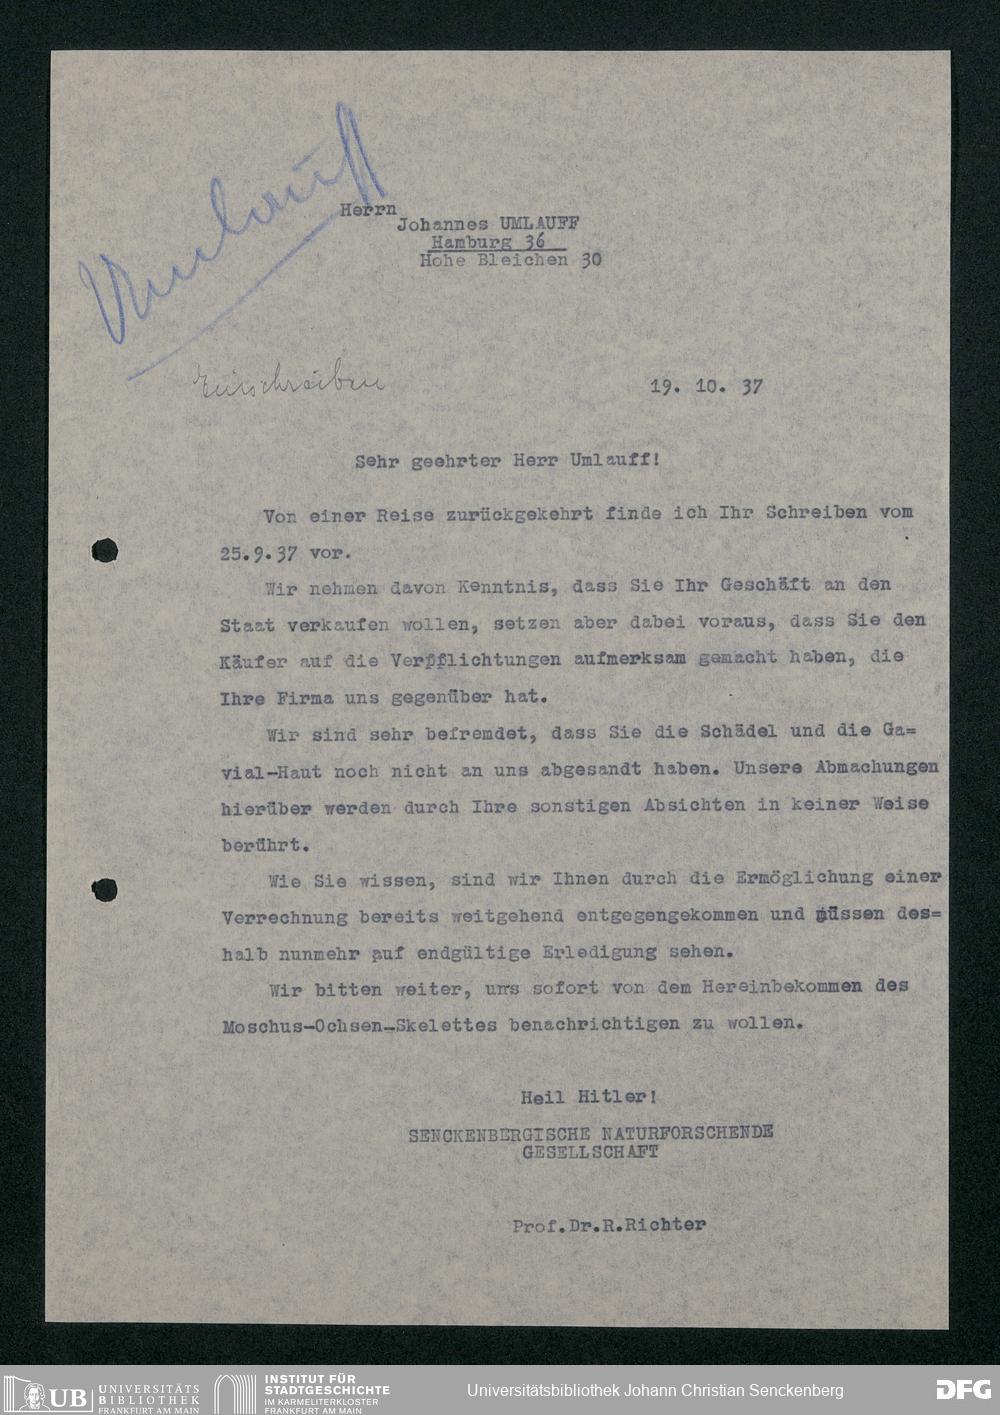 Umlauff
Herrn
Johannes UMLAUFF
Hamburg 36
Hohe Bleichen 30
Einschreiben
19. 10. 37
Sehr geehrter Herr Umlauff!
Von einer Reise zurückgekehrt finde ich Ihr Schreiben vom
25.9.37 vor.
Wir nehmen davon Kenntnis, dass Sie Ihr Geschäft an den
Staat verkaufen wollen, setzen aber dabei voraus, dass Sie den
Käufer auf die Verpflichtungen aufmerksam gemacht haben, die
Ihre Firma uns gegenüber hat.
Wir sind sehr befremdet, dass Sie die Schädel und die Ga=
vial-Haut noch nicht an uns abgesandt haben. Unsere Abmachungen
hierüber werden durch Ihre sonstigen Absichten in keiner Weise
berührt.
Wie Sie wissen, sind wir Ihnen durch die Ermöglichung einer
Verrechnung bereits weitgehend entgegengekommen und müssen des=
halb nunmehr auf endgültige Erledigung sehen.
Wir bitten weiter, uns sofort von dem Hereinbekommen des
Moschus-Ochsen-Skelettes benachrichtigen zu wollen.
Heil Hitler!
SENCKENBERGISCHE NATURFORSCHENDE
GESELLSCHAFT
Prof.Dr.R.Richter
UB UNIVERSITÄTS
BIBLIOTHEK
FRANKFURT AM MAIN
INSTITUT FÜR
STADTGESCHICHTE
IM KARMELITERKLOSTER
FRANKFURT AM MAIN
Universitätsbibliothek Johann Christian Senckenberg
DFG